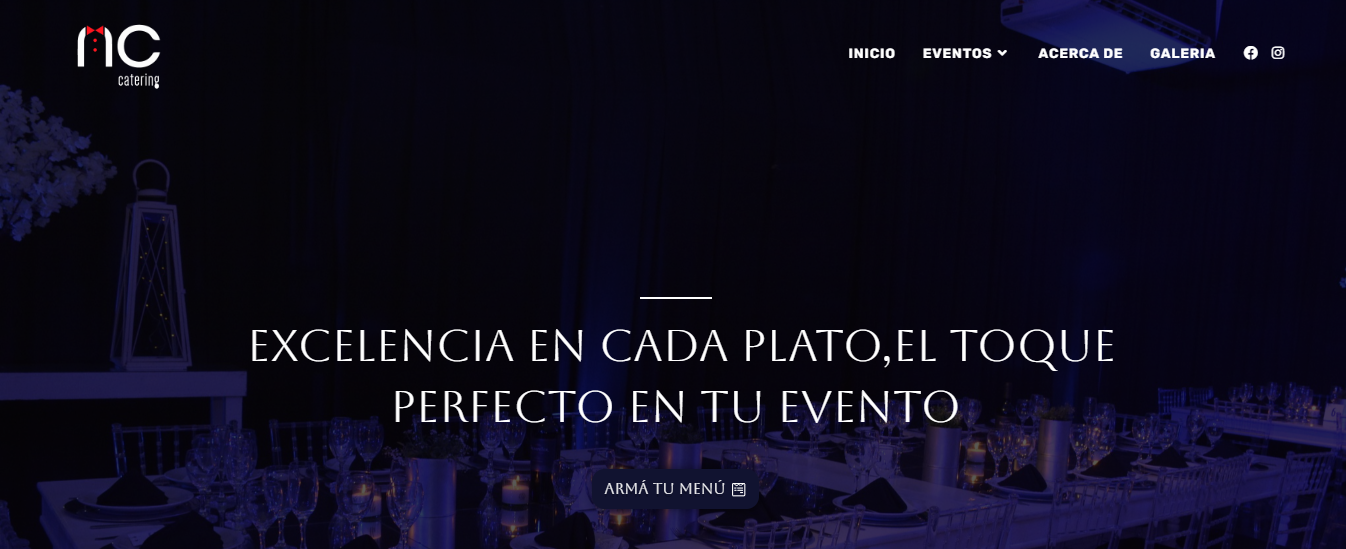 nc
catering
INICIO EVENTOS ACERCA DE GALERIA
EXCELENCIA EN CADA PLATO,EL TOQUE
PERFECTO EN TU EVENTO
ARMÁ TU MENÚ